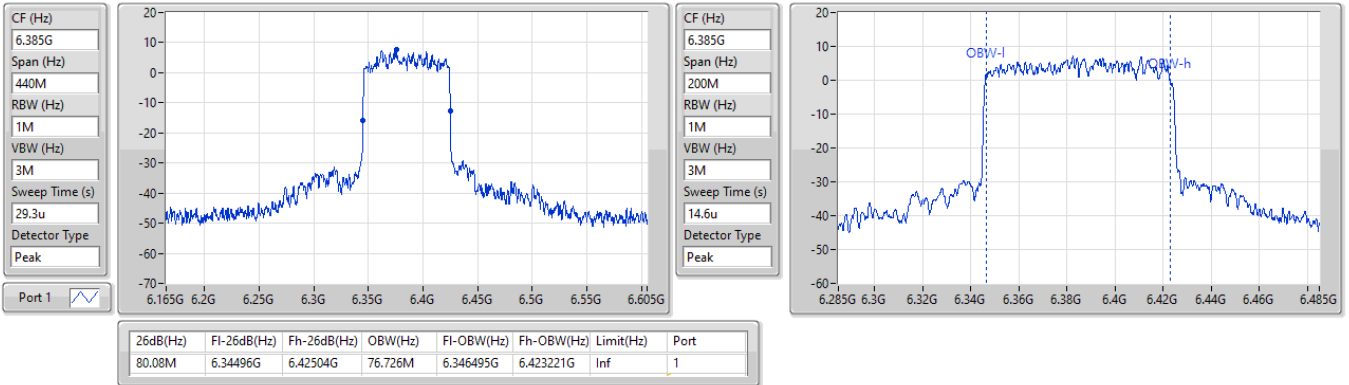 CF (Hz)
6.385G
Span (Hz)
440M
RBW (Hz)
1M
VBW (Hz)
3M
Sweep Time (s)
29.3u
Detector Type
Peak
Port 1
20-
10-
0-
-10-
-20-
-30-
-40-
-50-
-60-
-70-
6.165G 6.2G 6.25G 6.3G 6.35G 6.4G 6.45G 6.5G 6.55G 6.605G
CF (Hz)
6.385G
Span (Hz)
200M
RBW (Hz)
1M
VBW (Hz)
3M
Sweep Time (s)
14.6u
Detector Type
Peak
20-
10-
0-
-10-
-20-
-30-
-40-
-50-
-60-
OBW-l
OBW-h
6.285G 6.3G 6.32G 6.34G 6.36G 6.38G 6.4G 6.42G 6.44G 6.46G 6.485G
26dB(Hz) Fl-26dB(Hz) Fh-26dB(Hz) OBW(Hz) Fl-OBW(Hz) Fh-OBW(Hz) Limit(Hz) Port
80.08M 6.34496G 6.42504G 76.726M 6.346495G 6.423221G Inf 1